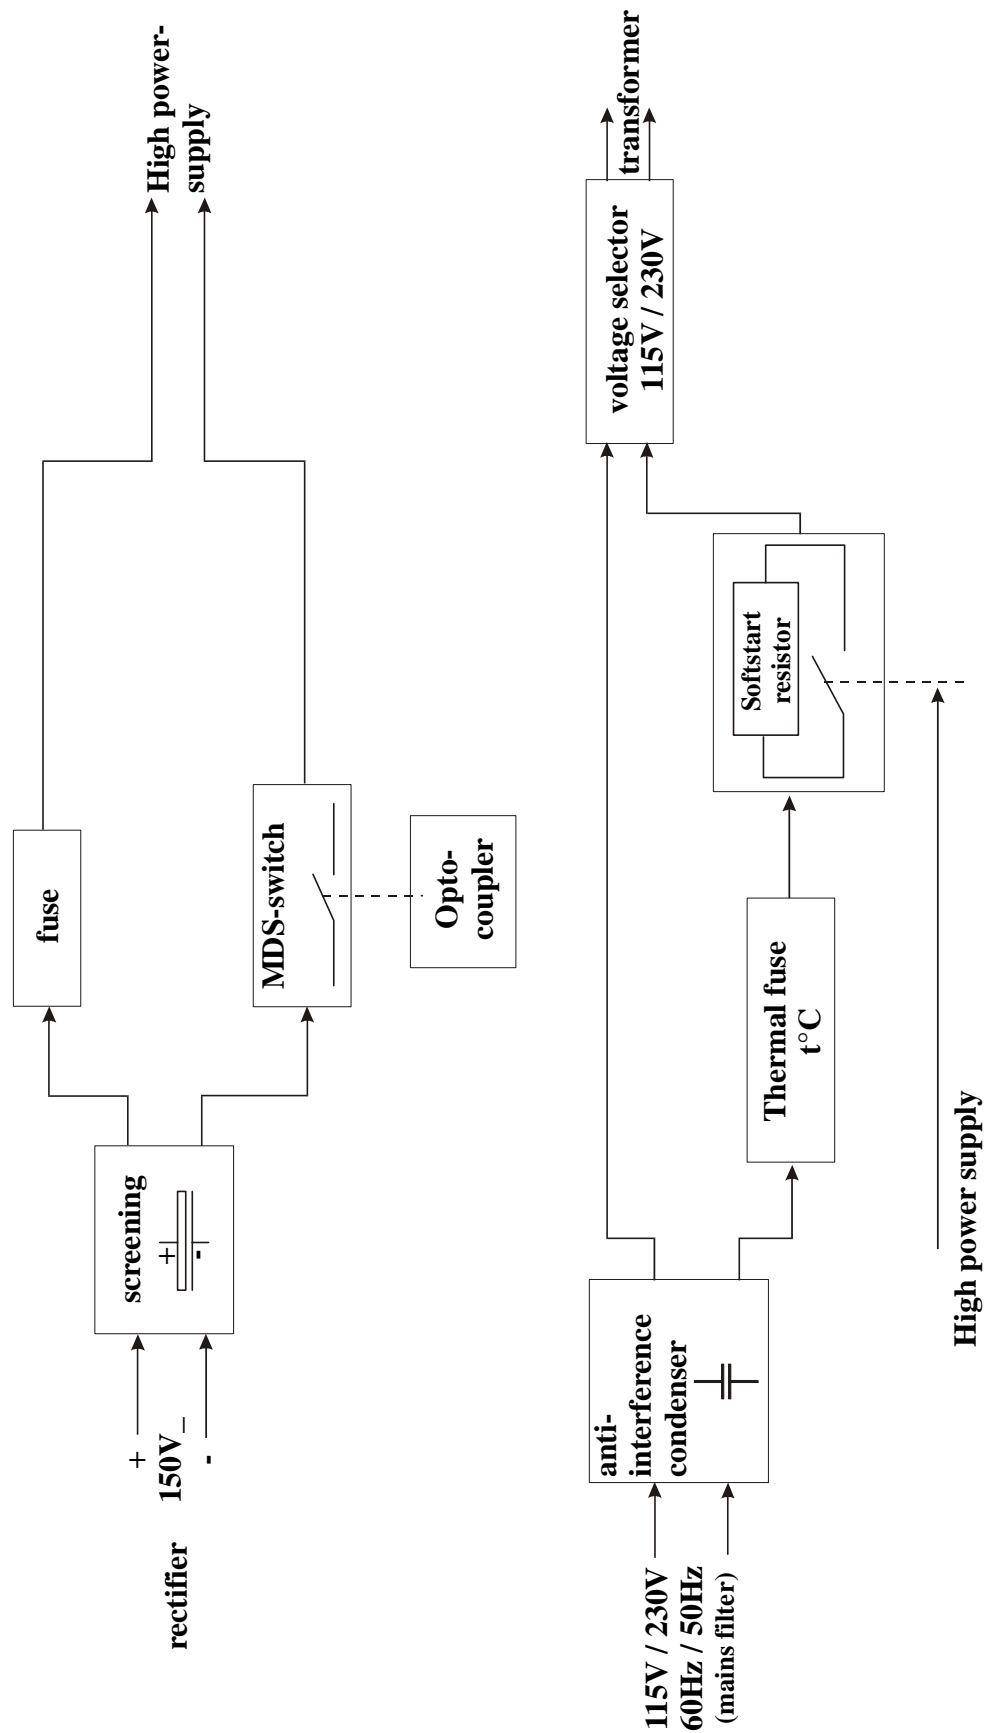 rectifier
+
150V_
-
screening
+
-
fuse
MDS-switch
Opto-
coupler
High power-
supply
115V / 230V
60Hz / 50Hz
(mains filter)
anti-
interference
condenser
Thermal fuse
t°C
Softstart
resistor
voltage selector
115V / 230V
transformer
High power supply